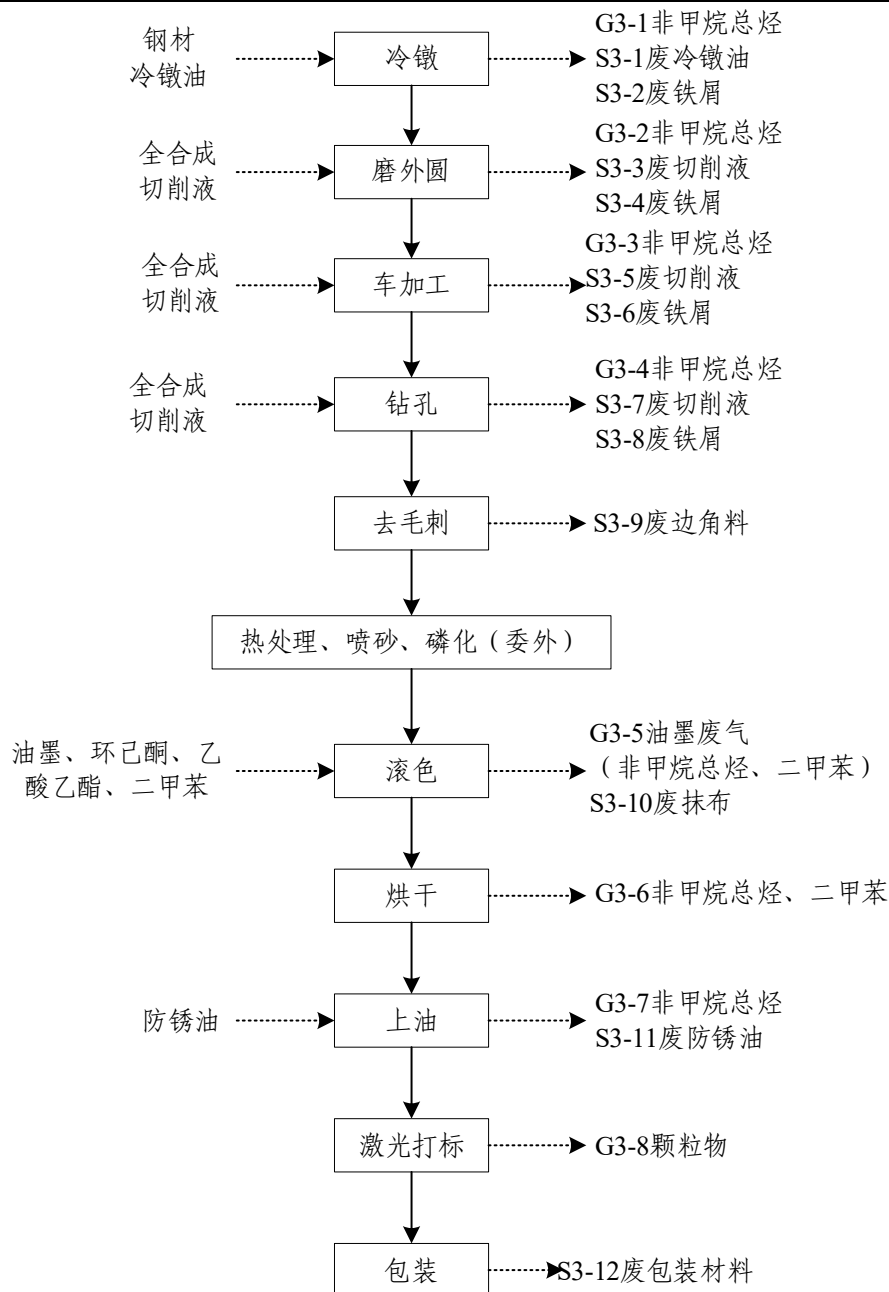 钢材
冷镦油
冷镦
G3-1非甲烷总烃
S3-1废冷镦油
S3-2废铁屑
全合成
切削液
磨外圆
G3-2非甲烷总烃
S3-3废切削液
S3-4废铁屑
全合成
切削液
车加工
G3-3非甲烷总烃
S3-5废切削液
S3-6废铁屑
全合成
切削液
钻孔
G3-4非甲烷总烃
S3-7废切削液
S3-8废铁屑
去毛刺
S3-9废边角料
热处理、喷砂、磷化（委外）
油墨、环己酮、乙
酸乙酯、二甲苯
滚色
G3-5油墨废气
（非甲烷总烃、二甲苯）
S3-10废抹布
烘干
G3-6非甲烷总烃、二甲苯
防锈油
上油
G3-7非甲烷总烃
S3-11废防锈油
激光打标
G3-8颗粒物
包装
S3-12废包装材料